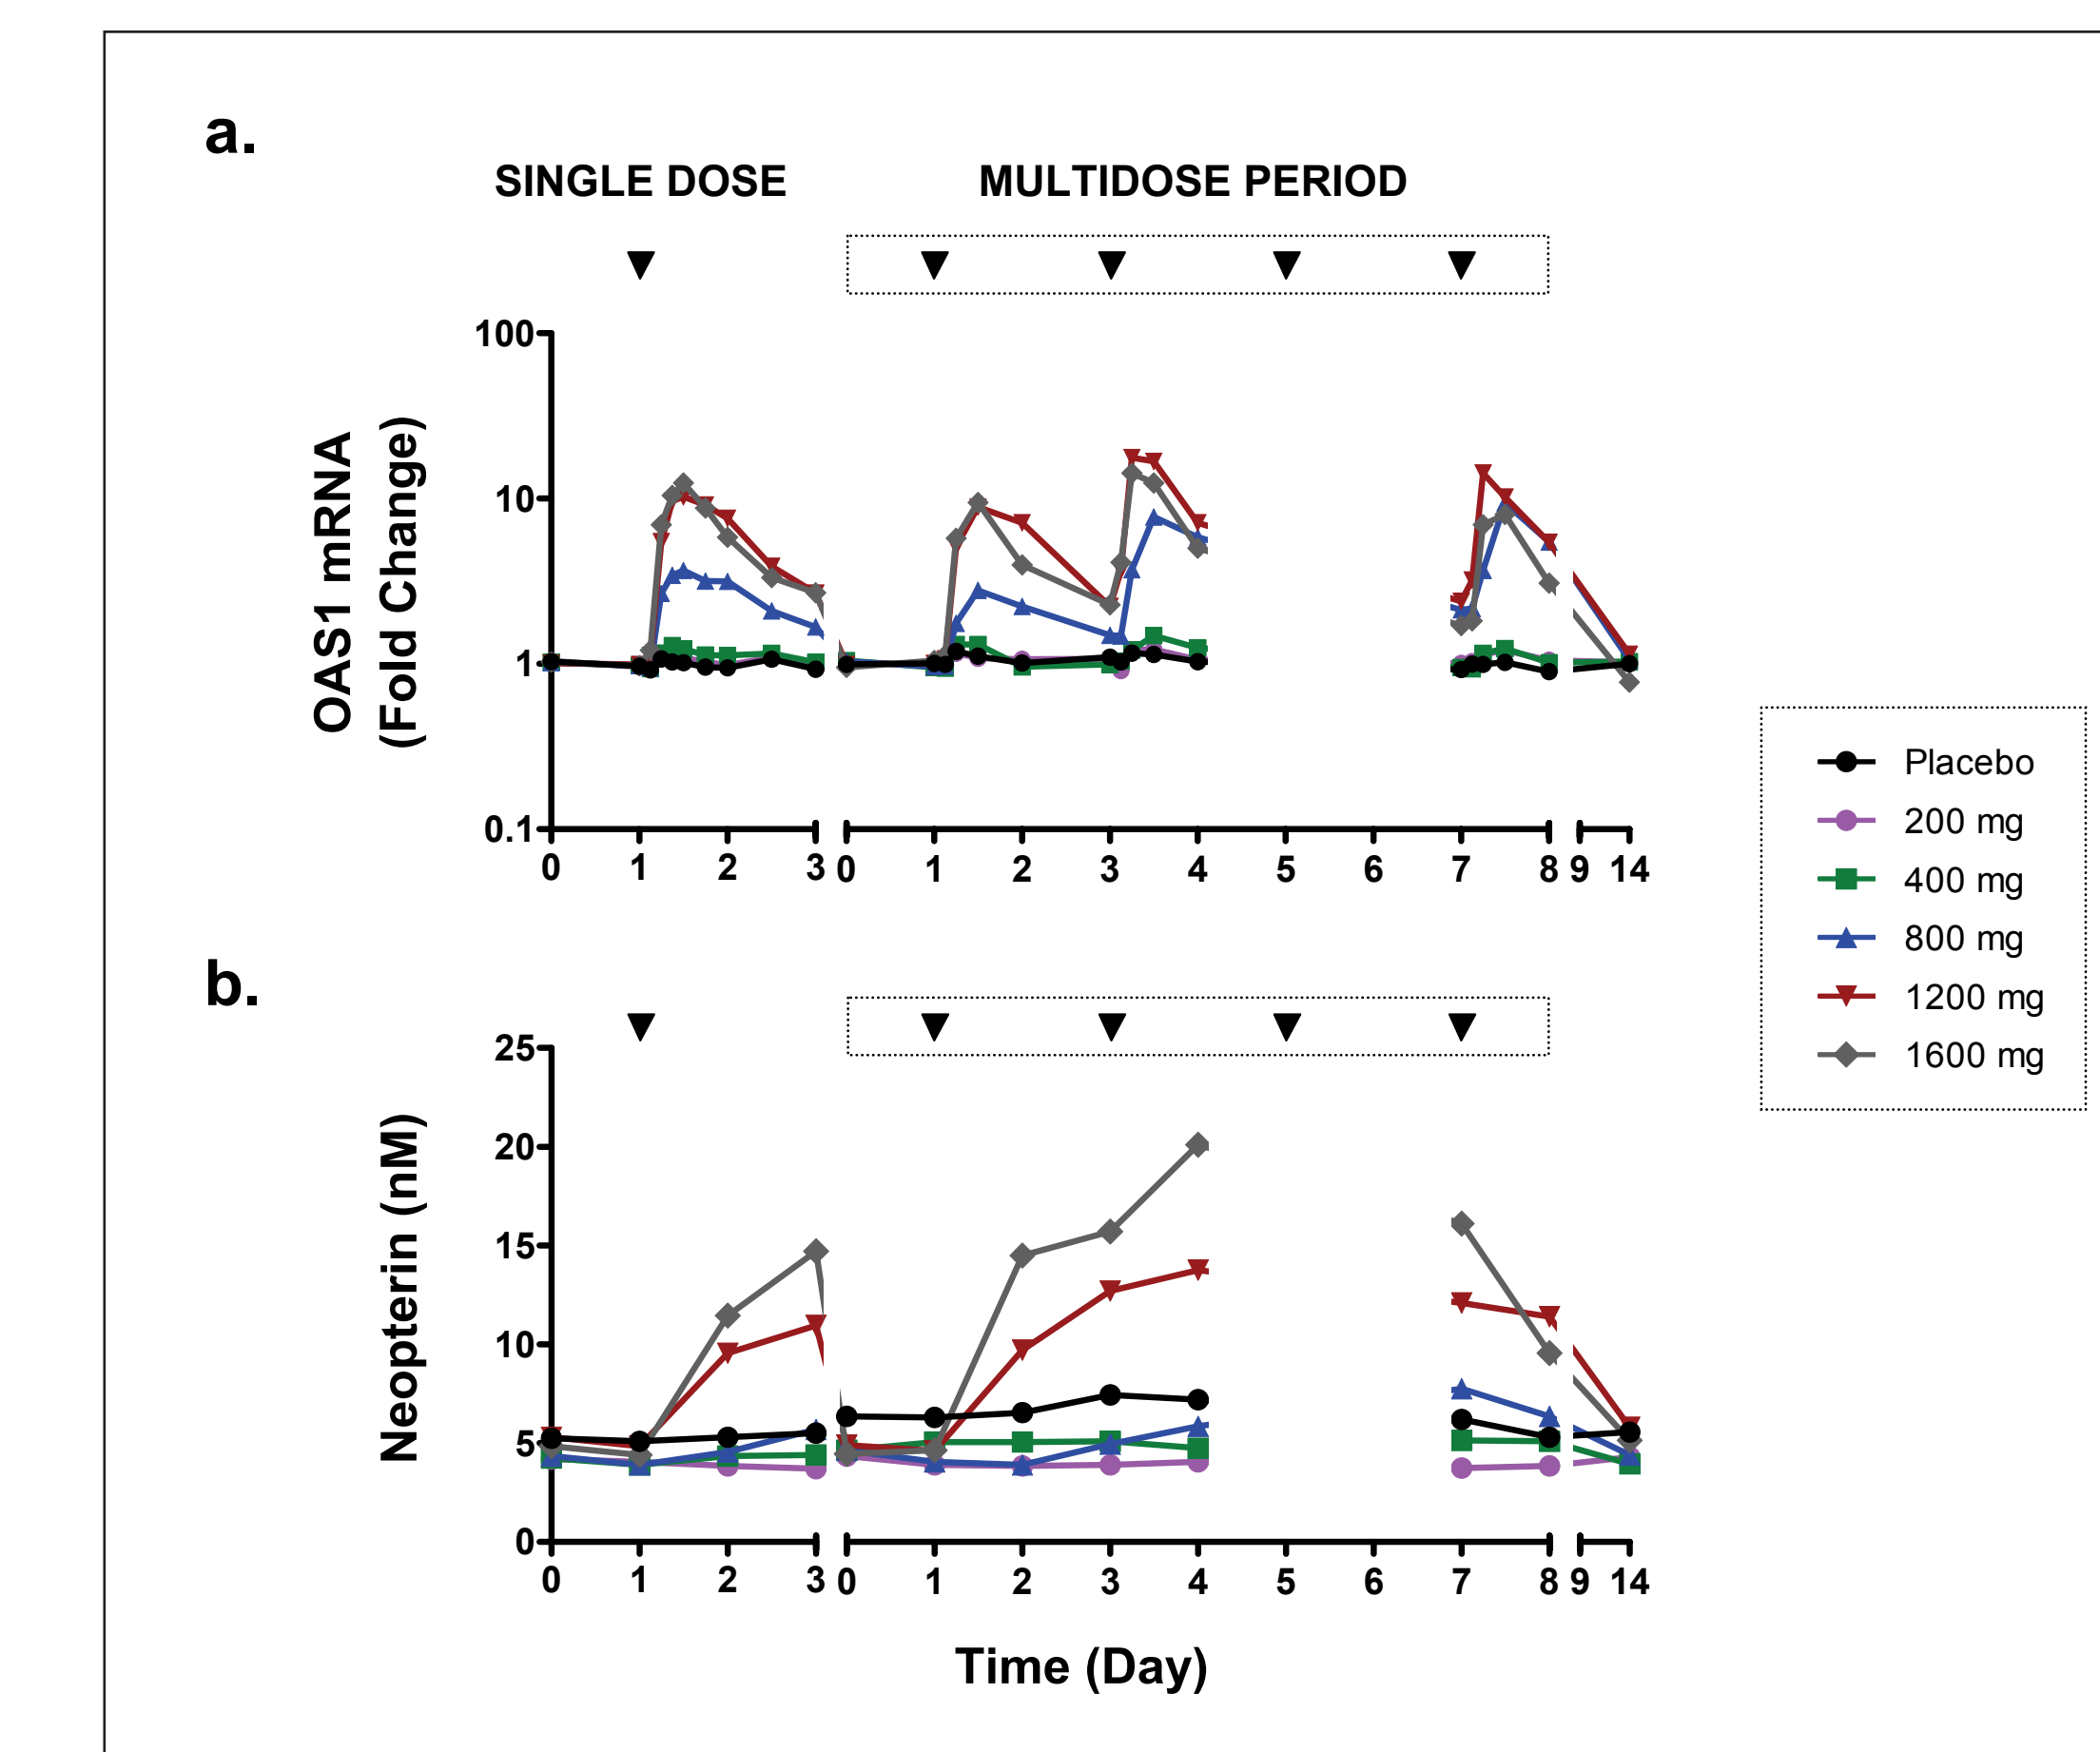 a.
SINGLE DOSE MULTIDOSE PERIOD
OAS1 mRNA
(Fold Change)
100
10
1
0.1
0 1 2 3 0 1 2 3 4 5 6 7 8 9 14
Placebo
200 mg
400 mg
800 mg
1200 mg
1600 mg
b.
Neopterin (nM)
25
20
15
10
5
0
0 1 2 3 0 1 2 3 4 5 6 7 8 9 14
Time (Day)